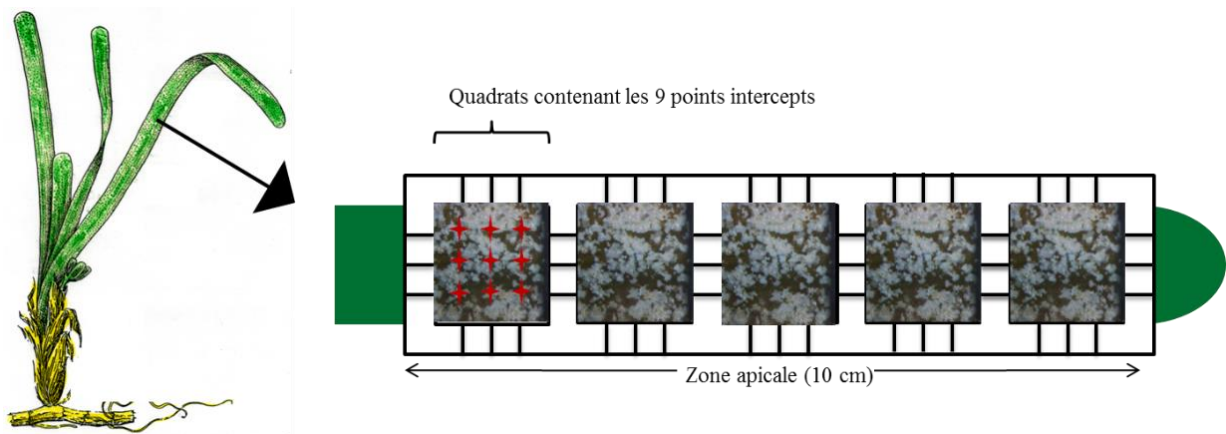 Quadrats contenant les 9 points intercepts
Zone apicale (10 cm)